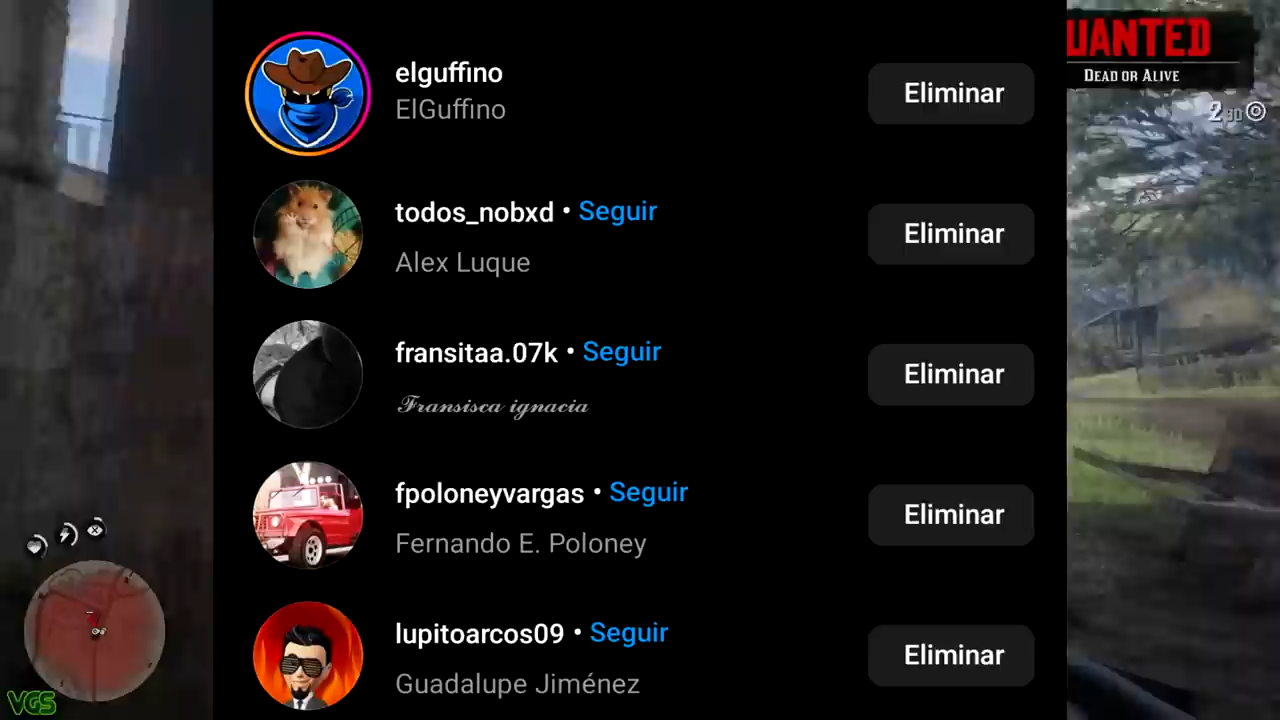 elguffino
ElGuffino
Eliminar
todos_nobxd • Seguir
Alex Luque
Eliminar
fransitaa.07k • Seguir
Fransisca ignacia
Eliminar
fpoloneyvargas • Seguir
Fernando E. Poloney
Eliminar
lupitoarcos09 • Seguir
Guadalupe Jiménez
Eliminar
WANTED
DEAD OR ALIVE
VGS